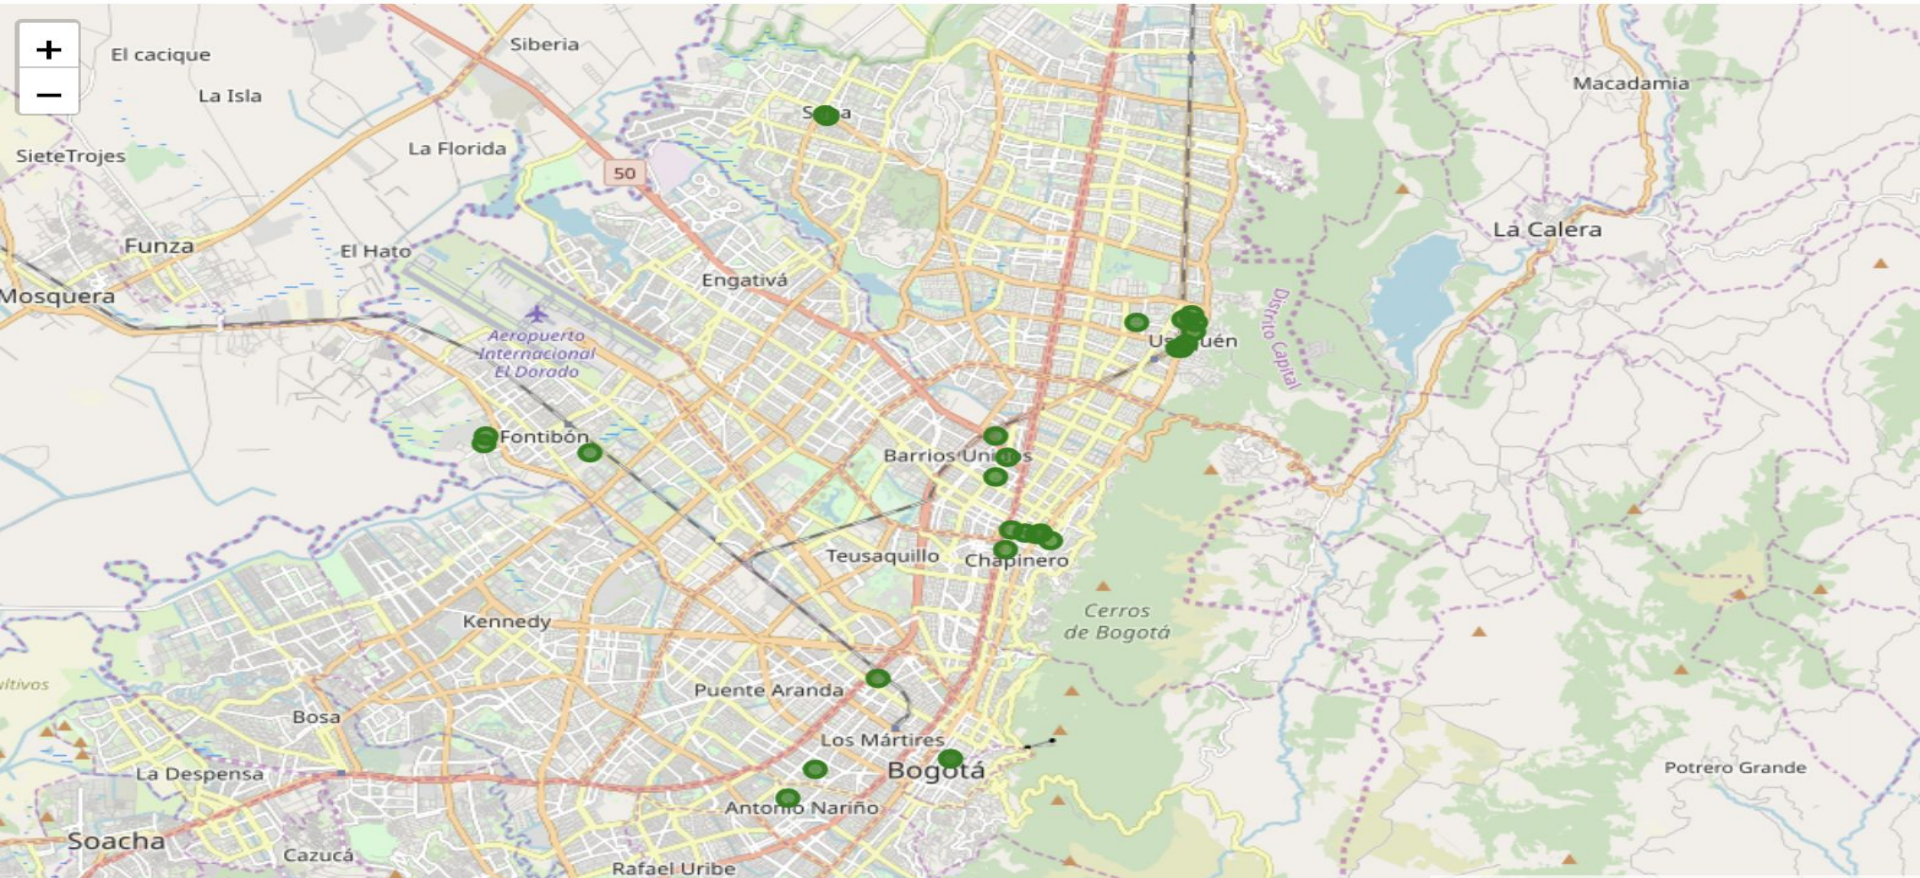 +
−
El cacique
Siberia
La Isla
Macadamia
SieteTrojes
La Florida
50
Funza
El Hato
La Calera
Engativá
Mosquera
Aeropuerto
Internacional
El Dorado
Distrito Capital
Fontibón
Barrios
Teusaquillo
Chapinero
Cerros
de Bogotá
Kennedy
Puente Aranda
Bosa
Los Mártires
La Despensa
Bogotá
Potrero Grande
Antonio Nariño
Soacha
Cazucá
Rafael Uribe